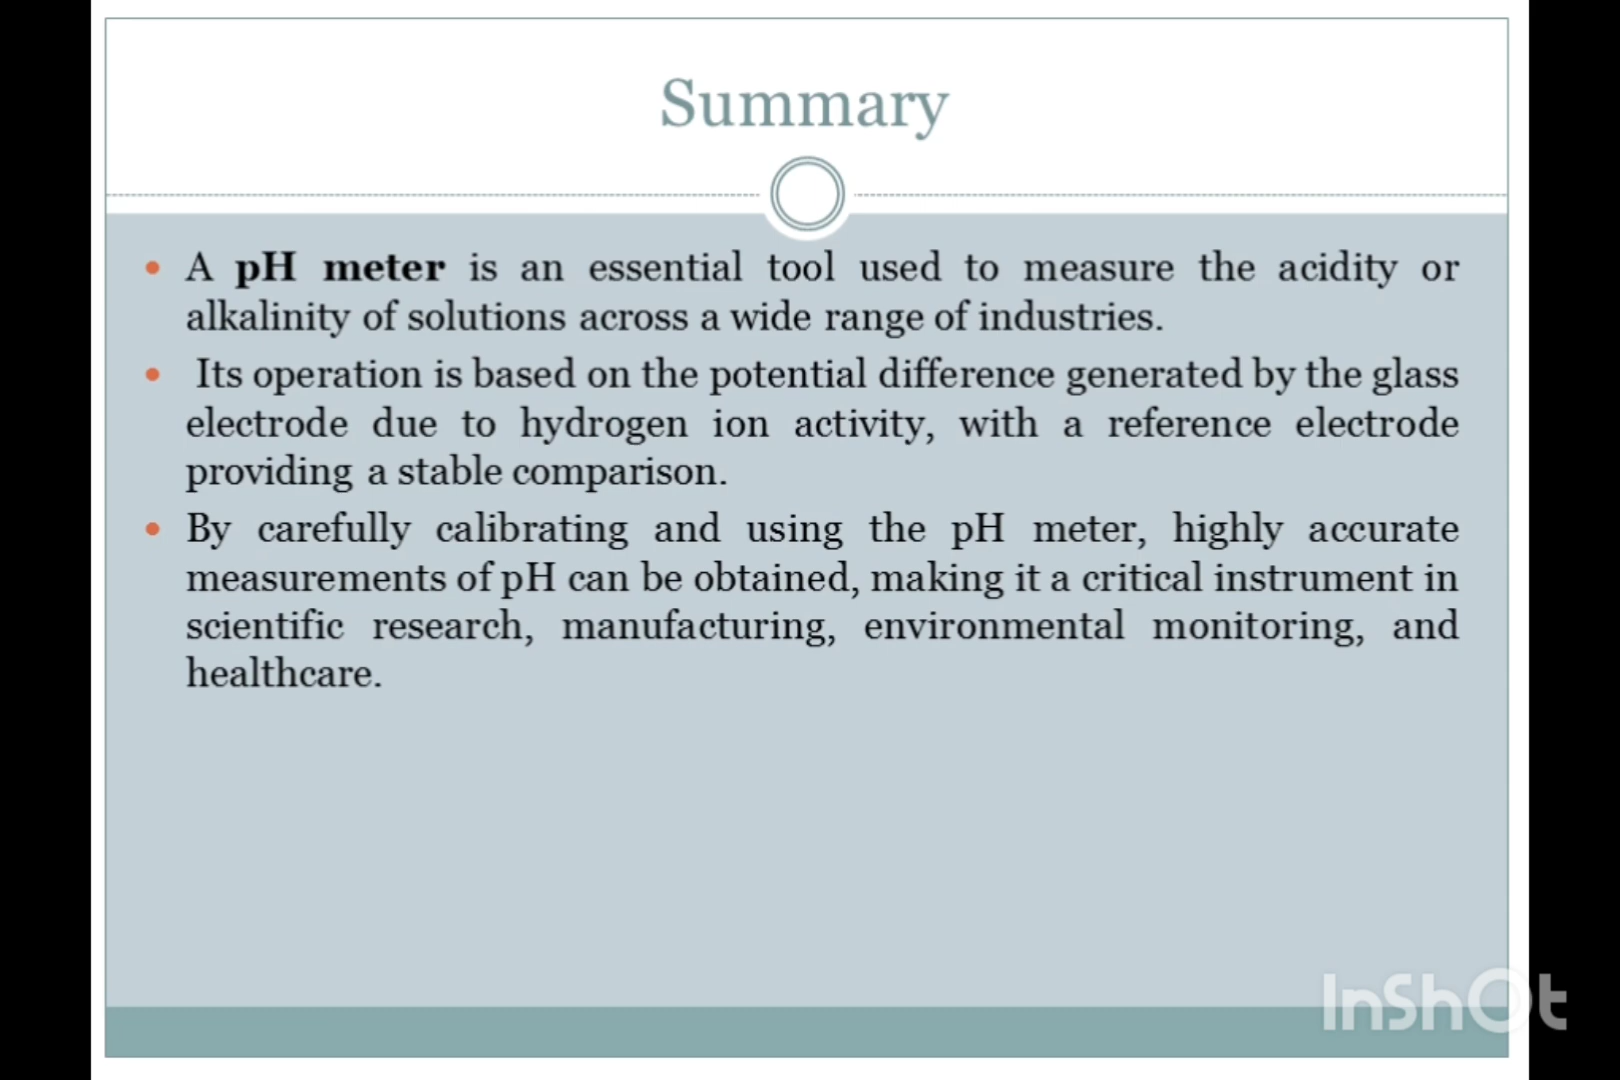 Summary
A pH meter is an essential tool used to measure the acidity or
alkalinity of solutions across a wide range of industries.
Its operation is based on the potential difference generated by the glass
electrode due to hydrogen ion activity, with a reference electrode
providing a stable comparison.
By carefully calibrating and using the pH meter, highly accurate
measurements of pH can be obtained, making it a critical instrument in
scientific research, manufacturing, environmental monitoring, and
healthcare.
InShOt